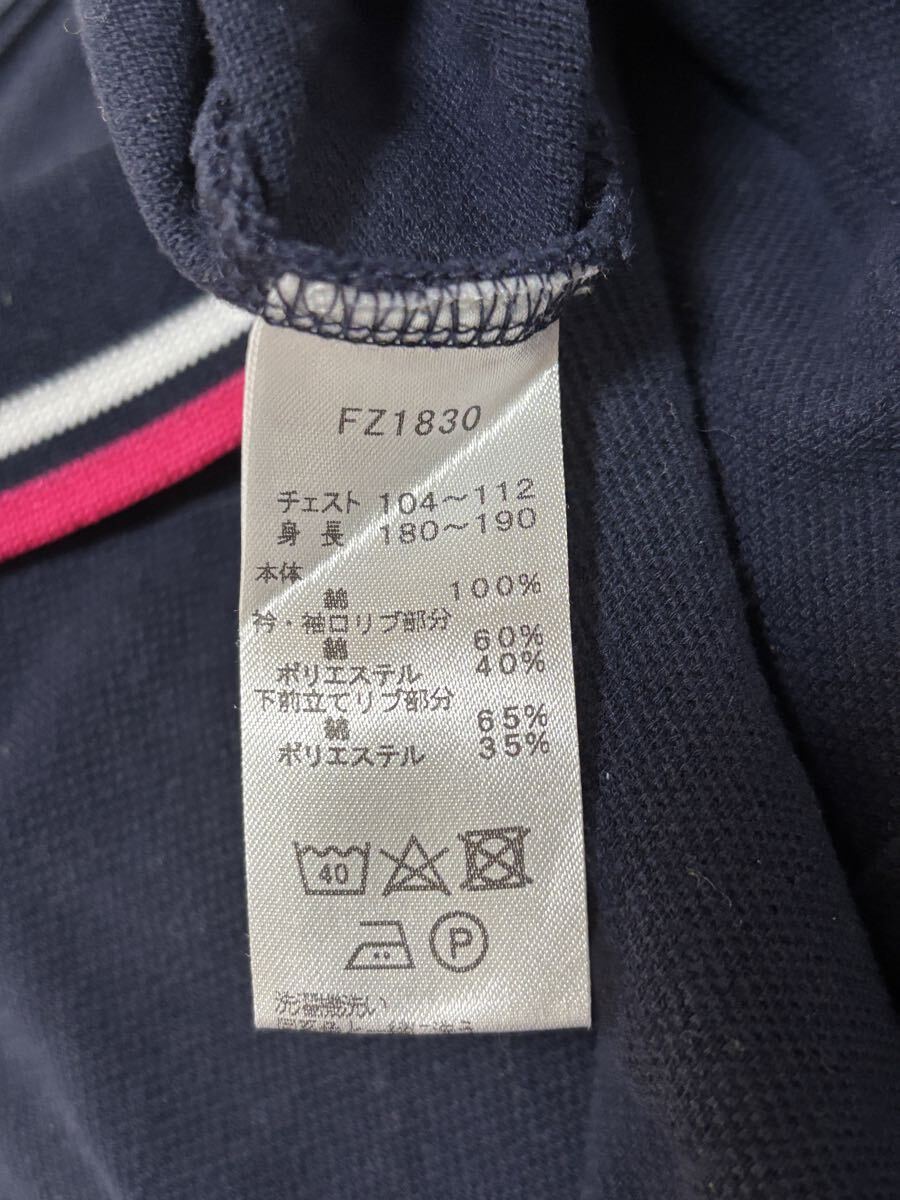 FZ1830
チェスト 104～112
身長 180～190
本体
綿 100%
衿・袖口リブ部分
綿 60%
ポリエステル 40%
下前立てリブ部分
綿 65%
ポリエステル 35%
40
P